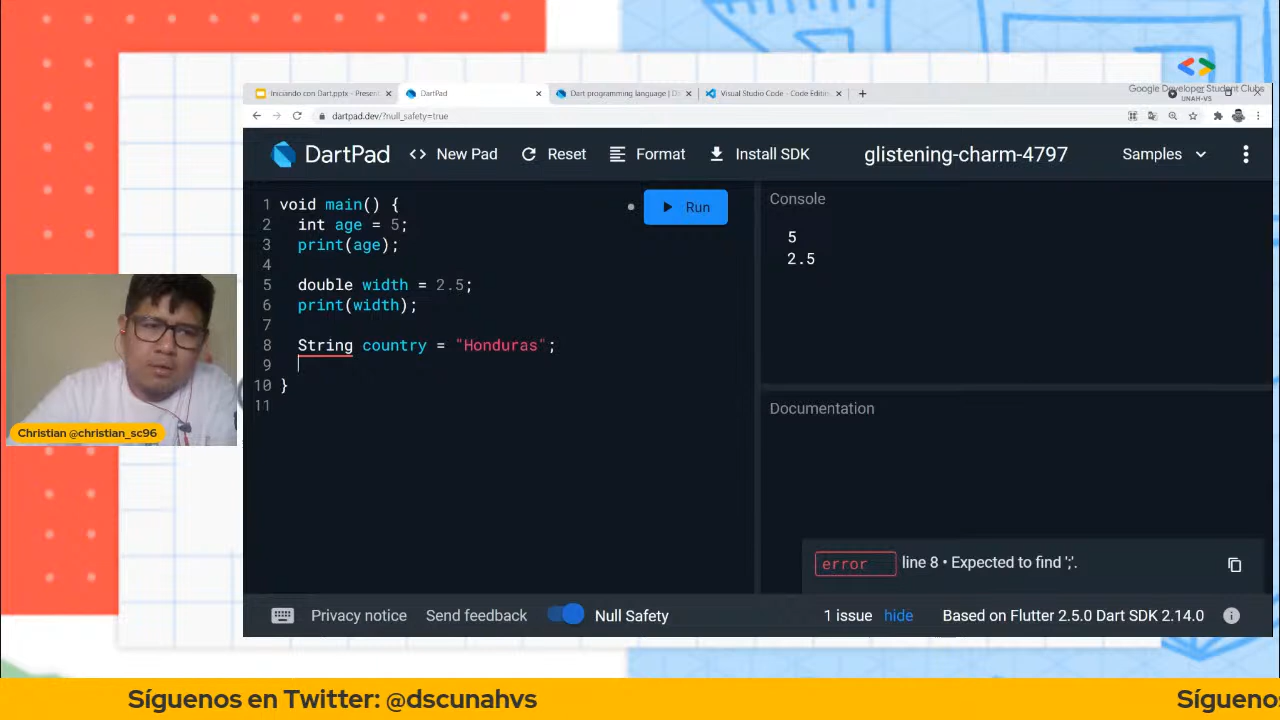 Google Developer Student Clubs
UNAH-VS
Iniciando con Dart.pptx - Present
DartPad
Dart programming language | D
Visual Studio Code - Code Editin
dartpad.dev/?null_safety=true
DartPad
<> New Pad
Reset
Format
Install SDK
glistening-charm-4797
Samples
1 void main() {
2 int age = 5;
3 print(age);
4
5 double width = 2.5;
6 print(width);
7
8 String country = "Honduras";
9
10 }
11
Run
Console
5
2.5
Documentation
error line 8 • Expected to find ';'.
Privacy notice
Send feedback
Null Safety
1 issue hide
Based on Flutter 2.5.0 Dart SDK 2.14.0
Christian @christian_sc96
Síguenos en Twitter: @dscunahvs
Síguenos